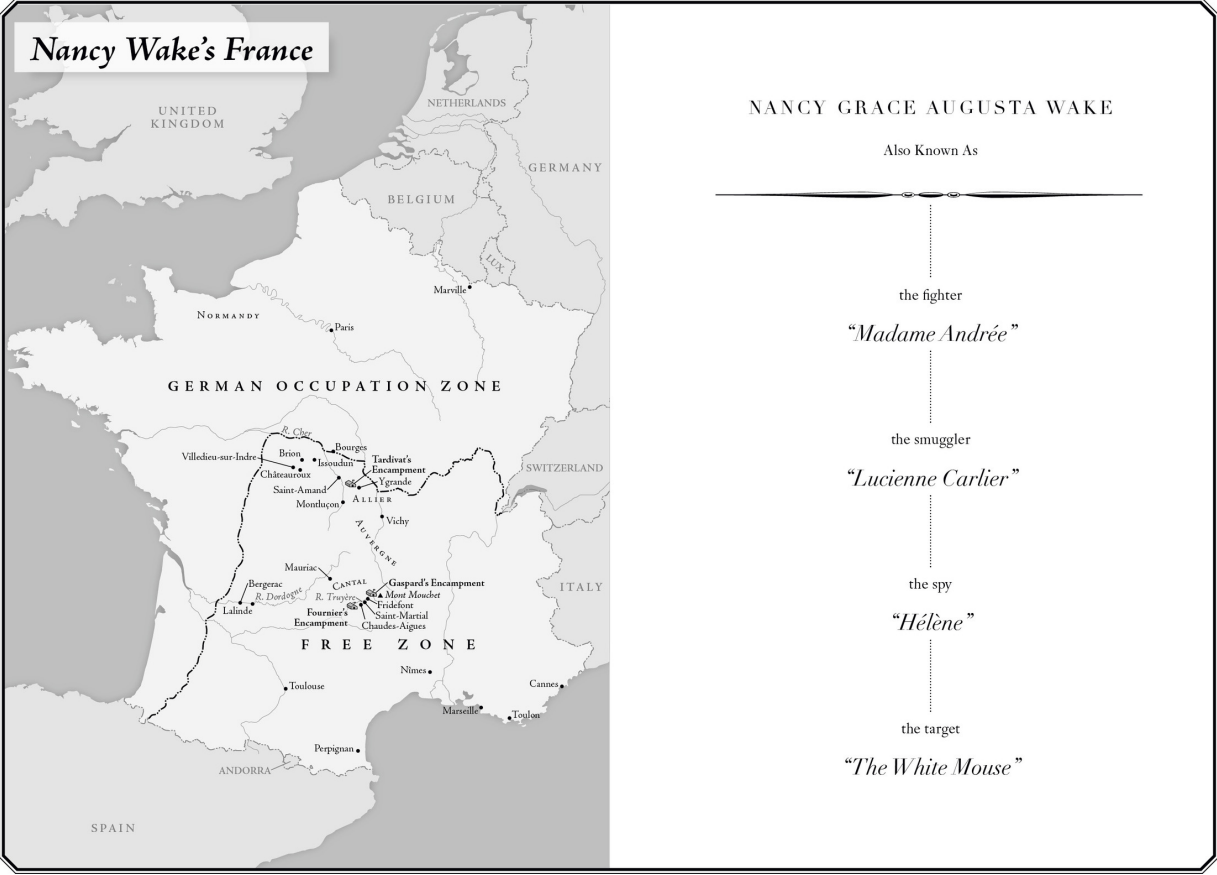 Nancy Wake's France
UNITED
KINGDOM
NETHERLANDS
GERMANY
BELGIUM
LUX.
Marville
NORMANDY
Paris
GERMAN OCCUPATION ZONE
R. Cher
Bourges
Villedieu-sur-Indre
Brion
Issoudun
Tardivat's
Encampment
SWITZERLAND
Châteauroux
Ygrande
Saint-Amand
ALLIER
Montluçon
Vichy
AUVERGNE
Mauriac
CANTAL
Gaspard's Encampment
ITALY
Bergerac
R. Dordogne
R. Truyère
Mont Mouchet
Lalinde
Fridefont
Fournier's
Encampment
Saint-Martial
Chaudes-Aigues
FREE ZONE
Nîmes
Toulouse
Cannes
Marseille
Toulon
Perpignan
ANDORRA
SPAIN
NANCY GRACE AUGUSTA WAKE
Also Known As
the fighter
“Madame Andrée”
the smuggler
“Lucienne Carlier”
the spy
“Hélène”
the target
“The White Mouse”